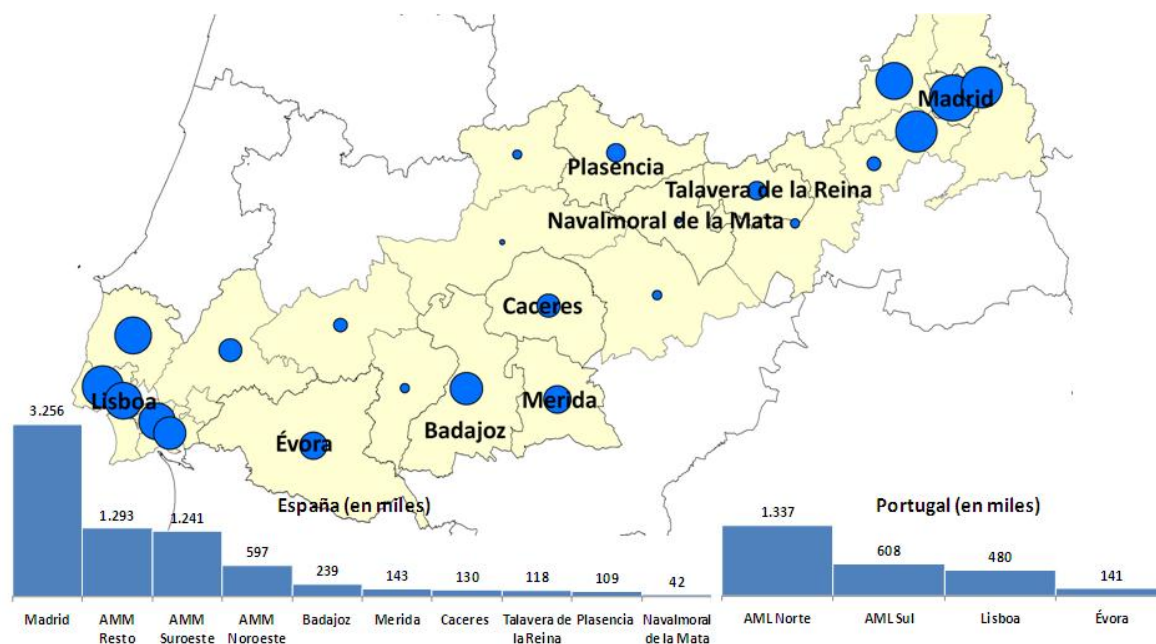 Madrid
Plasencia
Talavera de la Reina
Navalmoral de la Mata
Caceres
Lisboa
Merida
Badajoz
Évora
España (en miles)
3.256
1.293
1.241
597
239
143
130
118
109
42
Madrid
AMM
Resto
AMM
Suroeste
AMM
Noroeste
Badajoz
Merida
Caceres
Talavera de
la Reina
Plasencia
Navalmoral
de la Mata
Portugal (en miles)
1.337
608
480
141
AML Norte
AML Sul
Lisboa
Évora